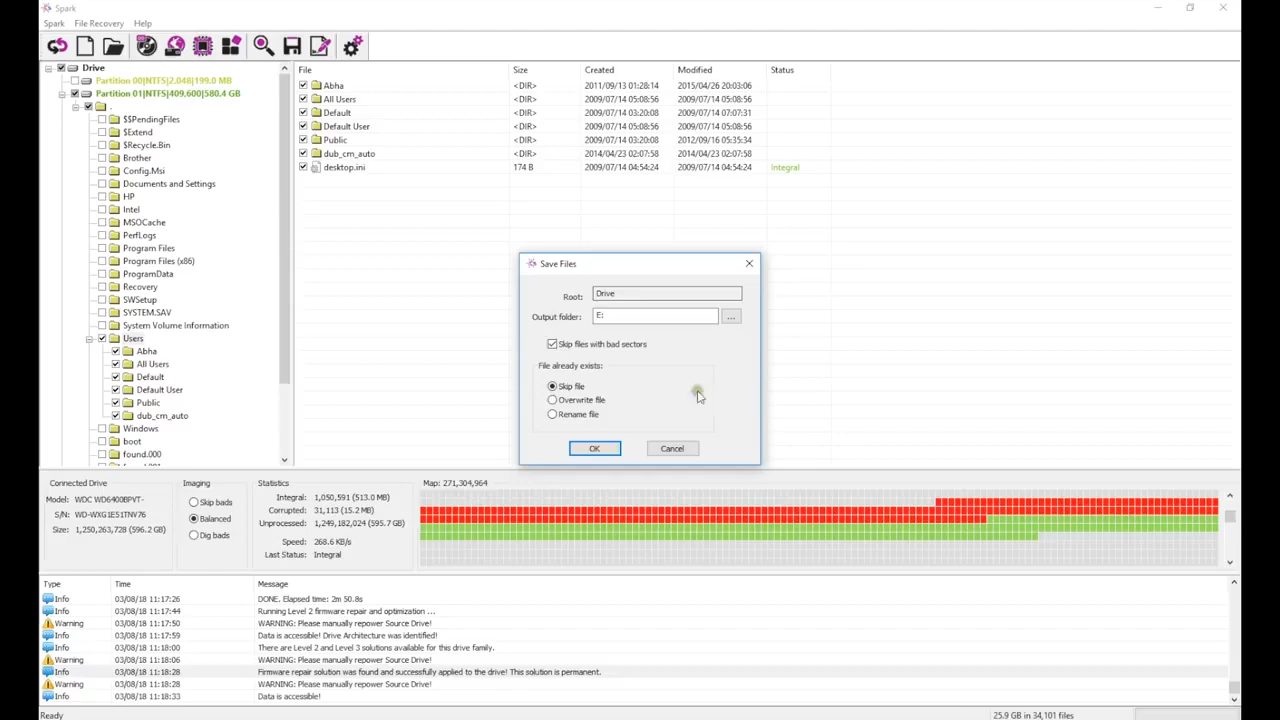 Spark
Spark File Recovery Help
Drive
Partition 00|NTFS|2,048|199.0 MB
Partition 01|NTFS|409,600|580.4 GB
.
$$PendingFiles
$Extend
$Recycle.Bin
Brother
Config.Msi
Documents and Settings
HP
Intel
MSOCache
PerfLogs
Program Files
Program Files (x86)
ProgramData
Recovery
SWSetup
SYSTEM.SAV
System Volume Information
Users
Abha
All Users
Default
Default User
Public
dub_cm_auto
Windows
boot
found.000
File Size Created Modified Status
Abha <DIR> 2011/09/13 01:28:14 2015/04/26 20:03:06
All Users <DIR> 2009/07/14 05:08:56 2009/07/14 05:08:56
Default <DIR> 2009/07/14 03:20:08 2009/07/14 07:07:31
Default User <DIR> 2009/07/14 05:08:56 2009/07/14 05:08:56
Public <DIR> 2009/07/14 03:20:08 2012/09/16 05:35:34
dub_cm_auto <DIR> 2014/04/23 02:07:58 2014/04/23 02:07:58
desktop.ini 174 B 2009/07/14 04:54:24 2009/07/14 04:54:24 Integral
Save Files
Root: Drive
Output folder: E: ...
Skip files with bad sectors
File already exists:
Skip file
Overwrite file
Rename file
OK Cancel
Connected Drive
Model: WDC WD6400BPVT-
S/N: WD-WXG1E51TNV76
Size: 1,250,263,728 (596.2 GB)
Imaging
Skip bads
Balanced
Dig bads
Statistics
Integral: 1,050,591 (513.0 MB)
Corrupted: 31,113 (15.2 MB)
Unprocessed: 1,249,182,024 (595.7 GB)
Speed: 268.6 KB/s
Last Status: Integral
Map: 271,304,964
Type Time Message
Info 03/08/18 11:17:26 DONE. Elapsed time: 2m 50.8s
Info 03/08/18 11:17:44 Running Level 2 firmware repair and optimization ...
Warning 03/08/18 11:17:50 WARNING: Please manually repower Source Drive!
Info 03/08/18 11:17:59 Data is accessible! Drive Architecture was identified!
Info 03/08/18 11:18:00 There are Level 2 and Level 3 solutions available for this drive family.
Warning 03/08/18 11:18:06 WARNING: Please manually repower Source Drive!
Info 03/08/18 11:18:28 Firmware repair solution was found and successfully applied to the drive! This solution is permanent.
Warning 03/08/18 11:18:28 WARNING: Please manually repower Source Drive!
Info 03/08/18 11:18:33 Data is accessible!
Ready 25.9 GB in 34,101 files